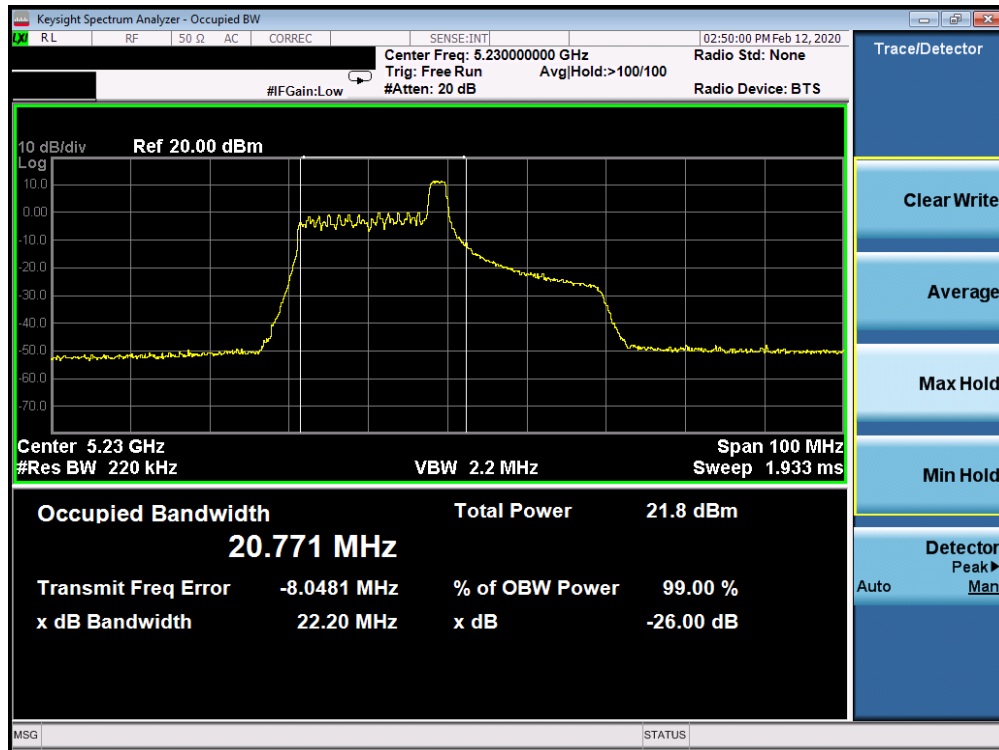 Keysight Spectrum Analyzer - Occupied BW
LXI RL RF 50 Ω AC CORREC SENSE:INT 02:50:00 PM Feb 12, 2020
Center Freq: 5.230000000 GHz Radio Std: None
Trig: Free Run Avg|Hold:>100/100
#IFGain:Low #Atten: 20 dB Radio Device: BTS
10 dB/div Ref 20.00 dBm
Log
10.0
0.00
-10.0
-20.0
-30.0
-40.0
-50.0
-60.0
-70.0
Center 5.23 GHz Span 100 MHz
#Res BW 220 kHz VBW 2.2 MHz Sweep 1.933 ms
Occupied Bandwidth Total Power 21.8 dBm
20.771 MHz
Transmit Freq Error -8.0481 MHz % of OBW Power 99.00 %
x dB Bandwidth 22.20 MHz x dB -26.00 dB
MSG STATUS
Trace/Detector
Clear Write
Average
Max Hold
Min Hold
Detector
Peak▶
Auto Man